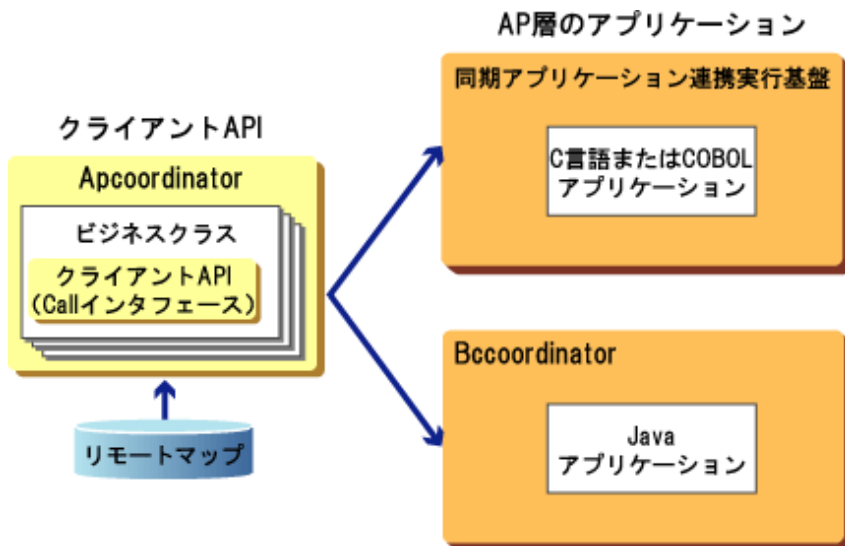 クライアントAPI
Apcoordinator
ビジネスクラス
クライアントAPI
(Callインタフェース)
リモートマップ
AP層のアプリケーション
同期アプリケーション連携実行基盤
C言語またはCOBOL
アプリケーション
Bccoordinator
Java
アプリケーション